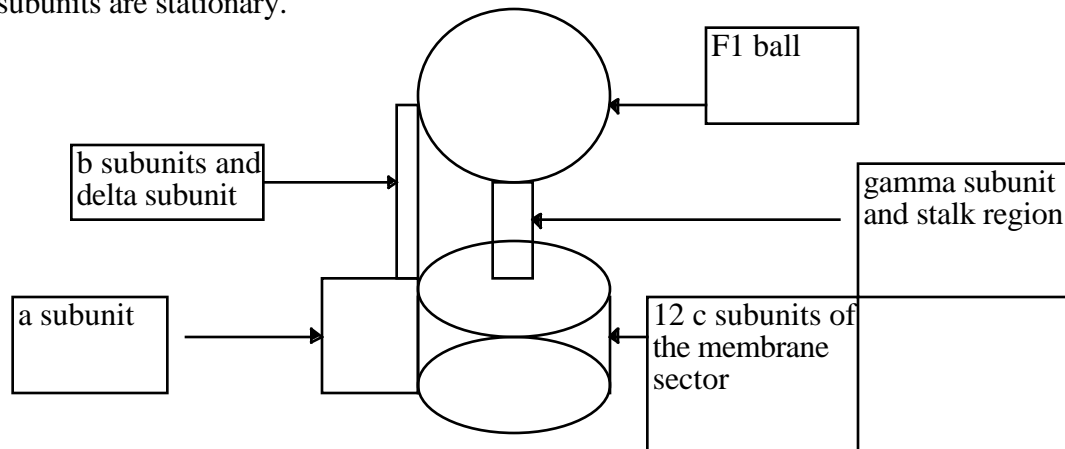 subunits are stationary.
F1 ball
b subunits and
delta subunit
gamma subunit
and stalk region
a subunit
12 c subunits of
the membrane
sector